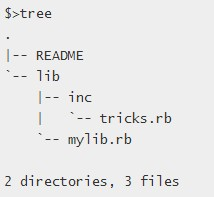 $>tree
.
|-- README
`-- lib
    |-- inc
    |   `-- tricks.rb
    `-- mylib.rb

2 directories, 3 files